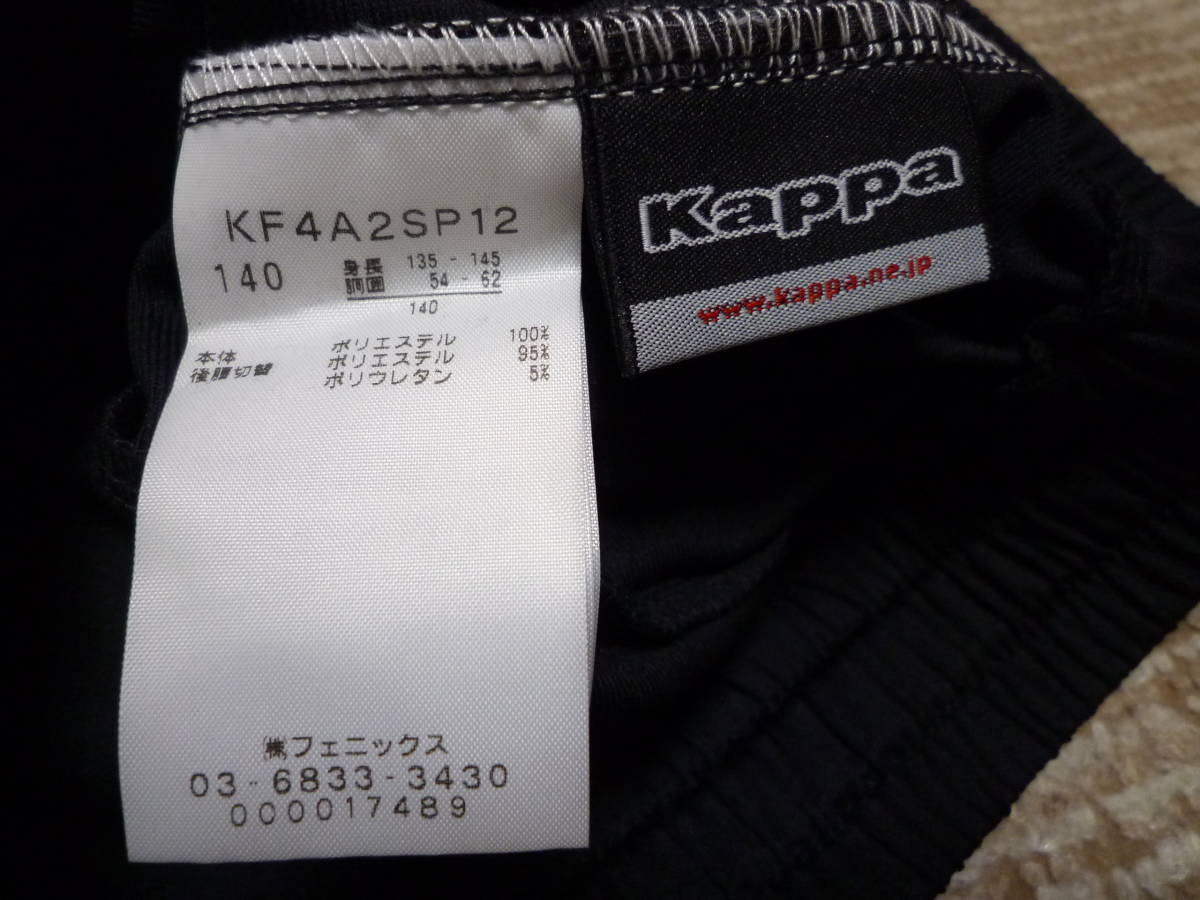 KF4A2SP12
140 身長 135 - 145
胴囲 54 - 62
140
本体 ポリエステル 100%
後腰切替 ポリエステル 95%
ポリウレタン 5%
㈱フェニックス
03-6833-3430
000017489
Kappa
www.kappa.ne.jp